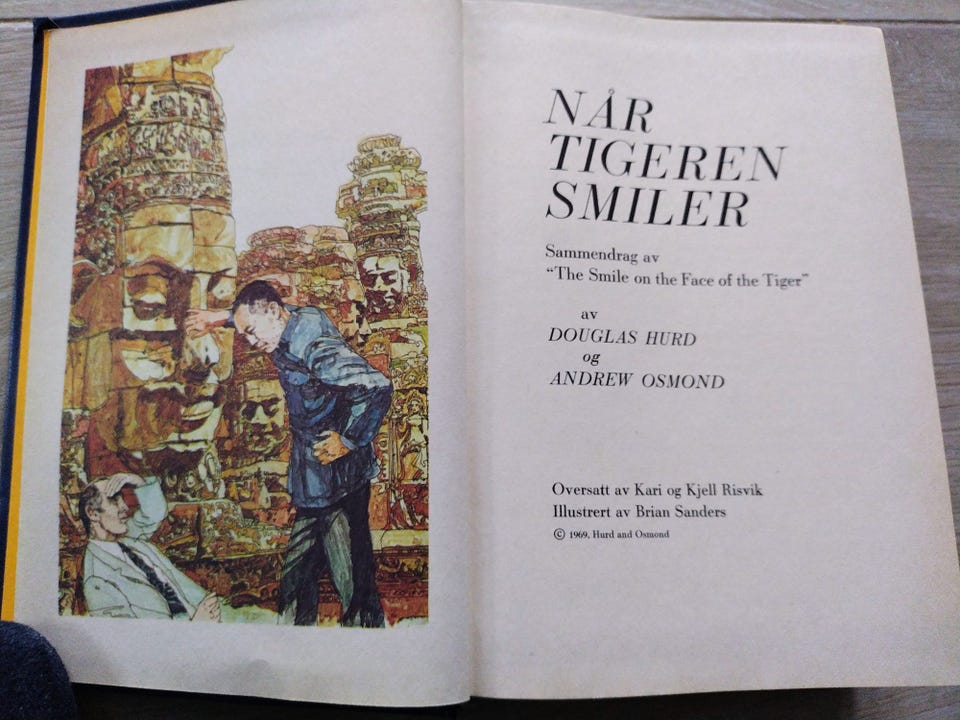 NÅR
TIGEREN
SMILER
Sammendrag av
"The Smile on the Face of the Tiger"
av
DOUGLAS HURD
og
ANDREW OSMOND
Oversatt av Kari og Kjell Risvik
Illustrert av Brian Sanders
© 1969, Hurd and Osmond